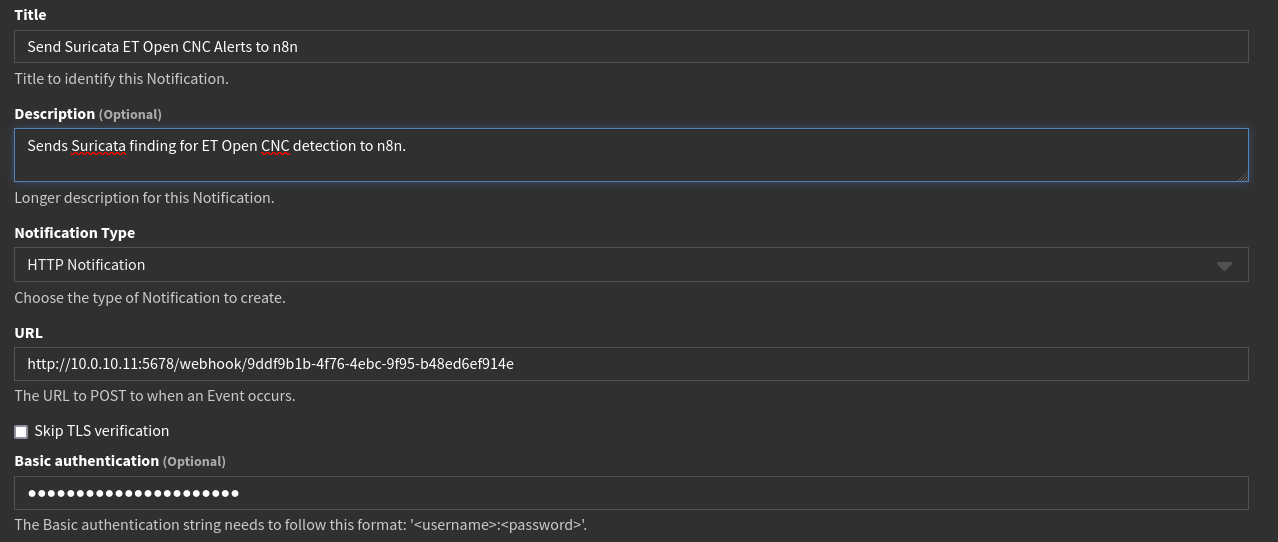 Title
Send Suricata ET Open CNC Alerts to n8n
Title to identify this Notification.
Description (Optional)
Sends Suricata finding for ET Open CNC detection to n8n.
Longer description for this Notification.
Notification Type
HTTP Notification
Choose the type of Notification to create.
URL
http://10.0.10.11:5678/webhook/9ddf9b1b-4f76-4ebc-9f95-b48ed6ef914e
The URL to POST to when an Event occurs.
Skip TLS verification
Basic authentication (Optional)
••••••••••••••••••••••
The Basic authentication string needs to follow this format: '<username>:<password>'.